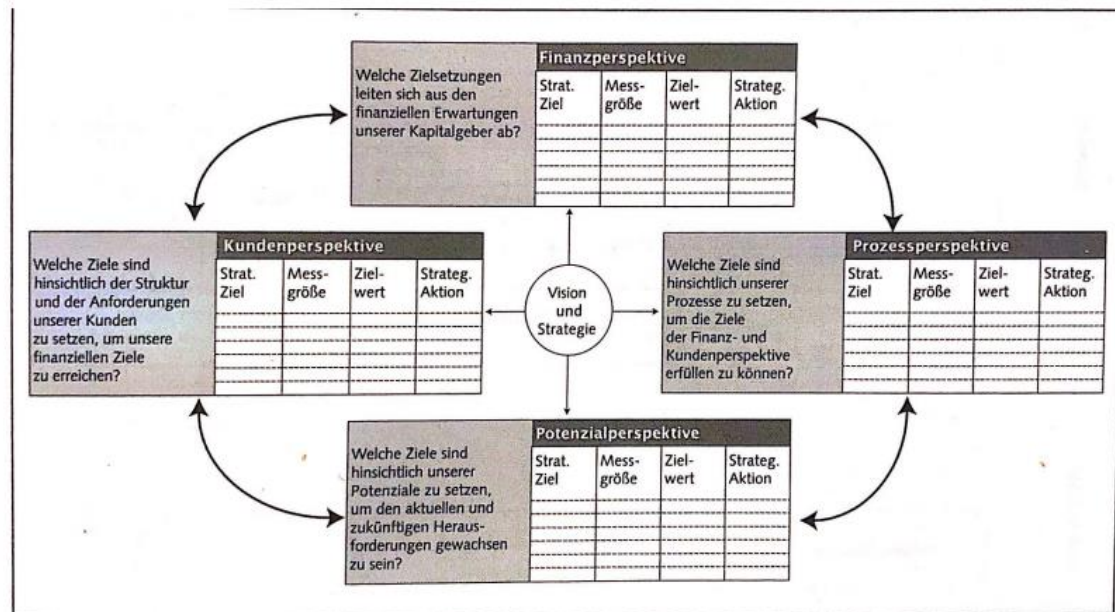 Welche Zielsetzungen
leiten sich aus den
finanziellen Erwartungen
unserer Kapitalgeber ab?
Finanzperspektive
Strat. Mess- Ziel- Strateg.
Ziel größe wert Aktion
Welche Ziele sind
hinsichtlich der Struktur
und der Anforderungen
unserer Kunden
zu setzen, um unsere
finanziellen Ziele
zu erreichen?
Kundenperspektive
Strat. Mess- Ziel- Strateg.
Ziel größe wert Aktion
Vision
und
Strategie
Welche Ziele sind
hinsichtlich unserer
Prozesse zu setzen,
um die Ziele
der Finanz- und
Kundenperspektive
erfüllen zu können?
Prozessperspektive
Strat. Mess- Ziel- Strateg.
Ziel größe wert Aktion
Welche Ziele sind
hinsichtlich unserer
Potenziale zu setzen,
um den aktuellen und
zukünftigen Heraus-
forderungen gewachsen
zu sein?
Potenzialperspektive
Strat. Mess- Ziel- Strateg.
Ziel größe wert Aktion